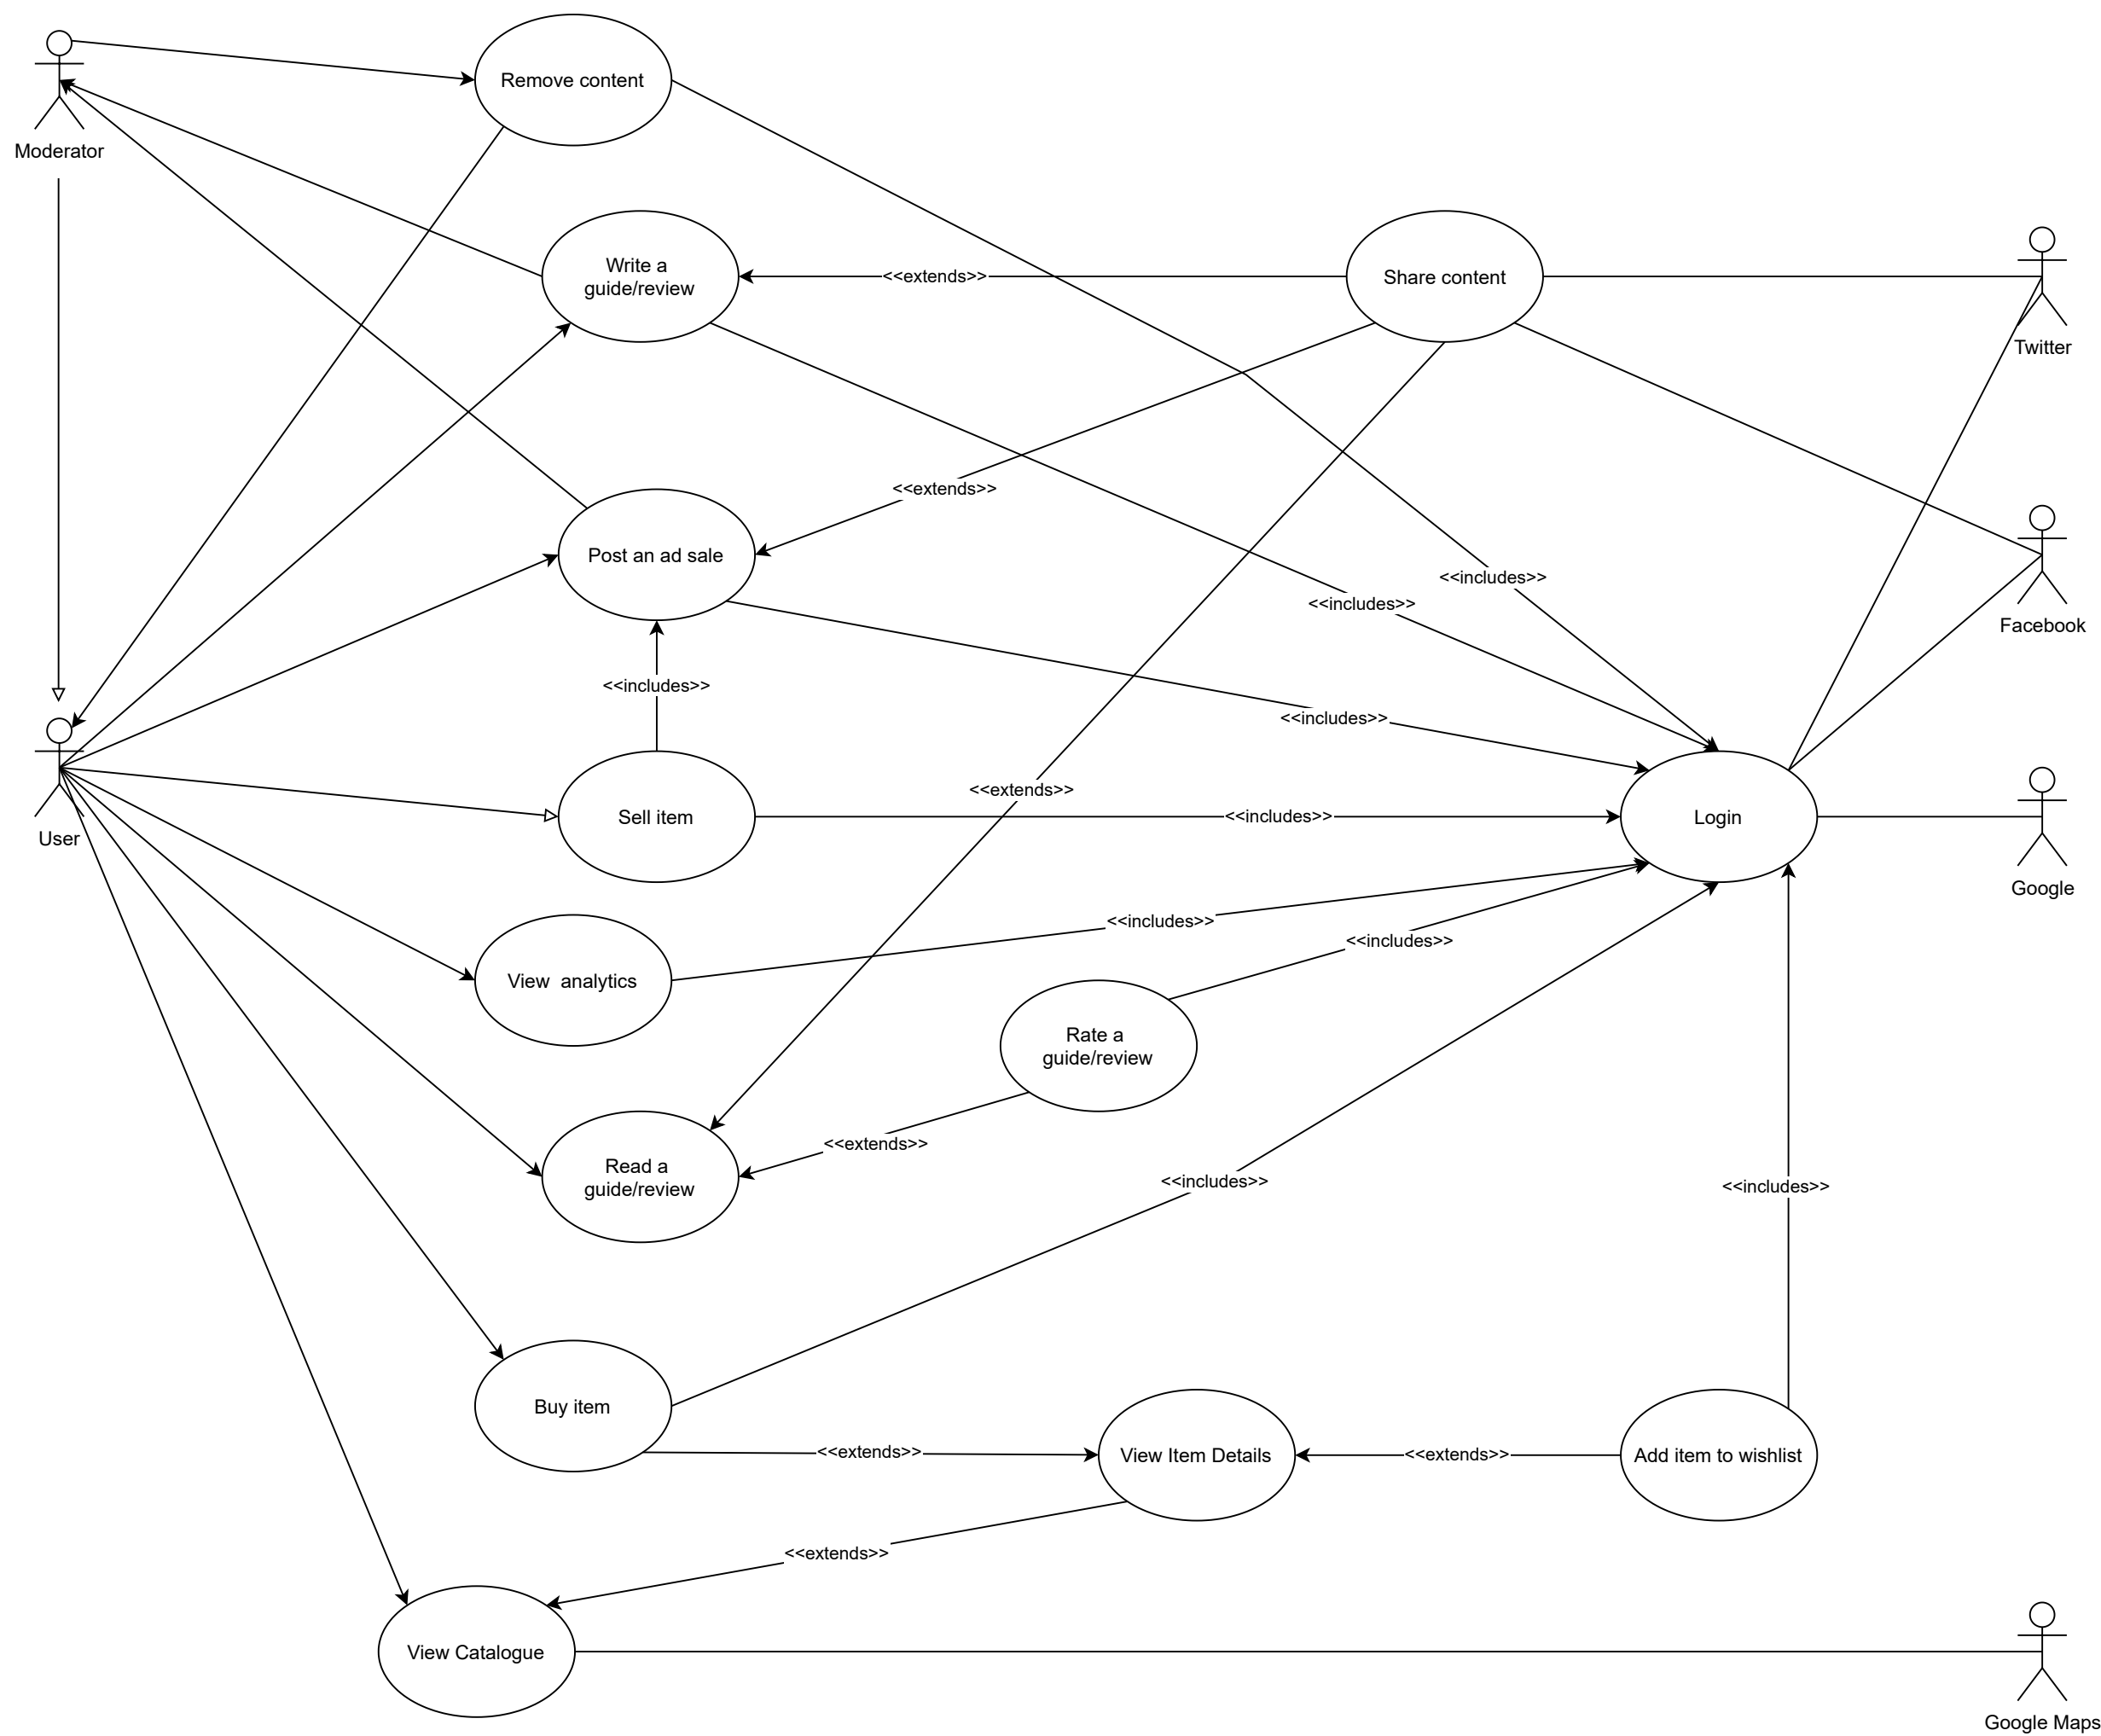 Remove content
Moderator
Write a
guide/review
<<extends>>
Share content
Twitter
<<extends>>
Post an ad sale
<<includes>>
<<includes>>
Facebook
<<includes>>
<<includes>>
<<extends>>
Sell item
<<includes>>
Login
User
Google
<<includes>>
<<includes>>
View  analytics
Rate a
guide/review
<<extends>>
Read a
guide/review
<<includes>>
<<includes>>
Buy item
<<extends>>
View Item Details
<<extends>>
Add item to wishlist
<<extends>>
View Catalogue
Google Maps